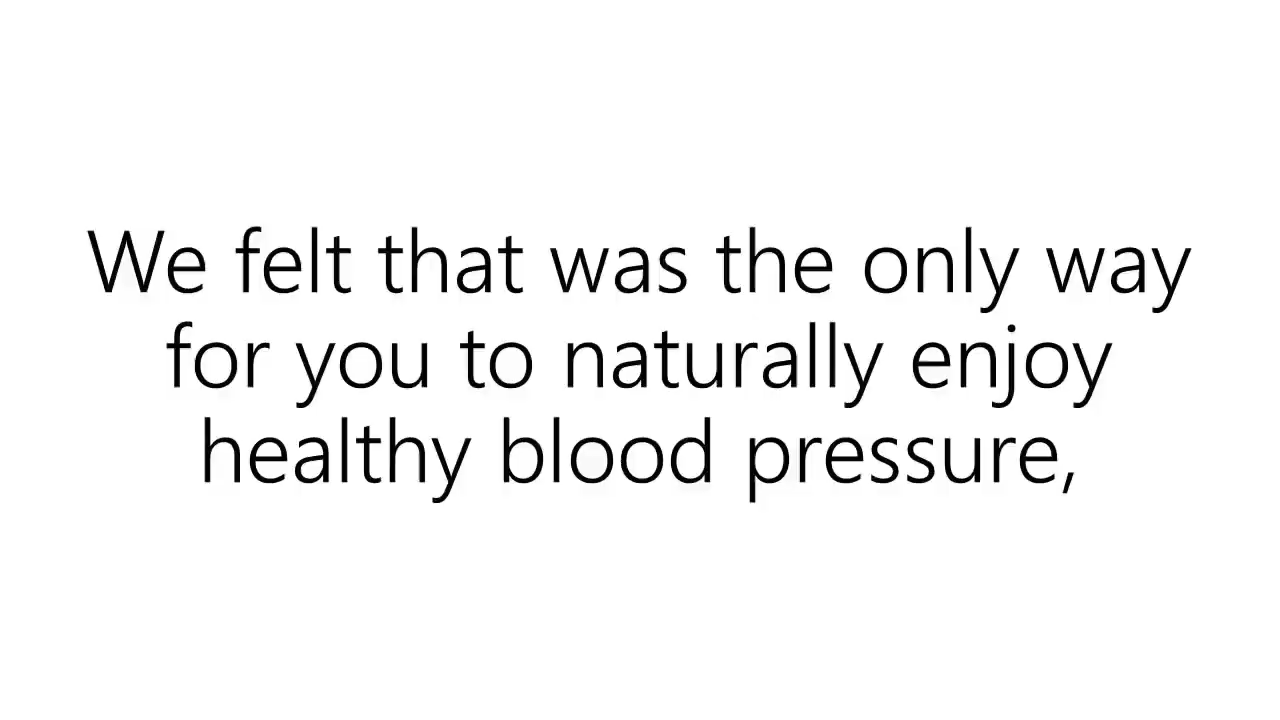 We felt that was the only way
for you to naturally enjoy
healthy blood pressure,